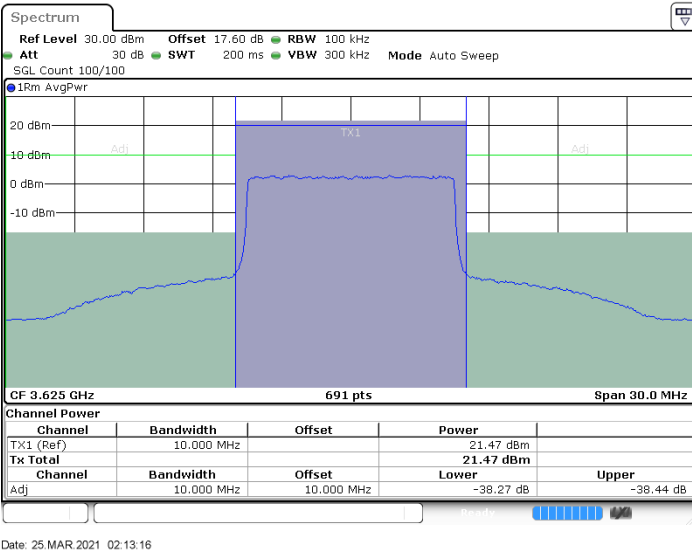 Spectrum
Ref Level 30.00 dBm Offset 17.60 dB RBW 100 kHz
Att 30 dB SWT 200 ms VBW 300 kHz Mode Auto Sweep
SGL Count 100/100
1Rm AvgPwr
20 dBm
TX1
Adj Adj
10 dBm
0 dBm
-10 dBm
CF 3.625 GHz 691 pts Span 30.0 MHz
Channel Power
Channel Bandwidth Offset Power
TX1 (Ref) 10.000 MHz 21.47 dBm
Tx Total 21.47 dBm
Channel Bandwidth Offset Lower Upper
Adj 10.000 MHz 10.000 MHz -38.27 dB -38.44 dB
Ready
Date: 25.MAR.2021 02:13:16